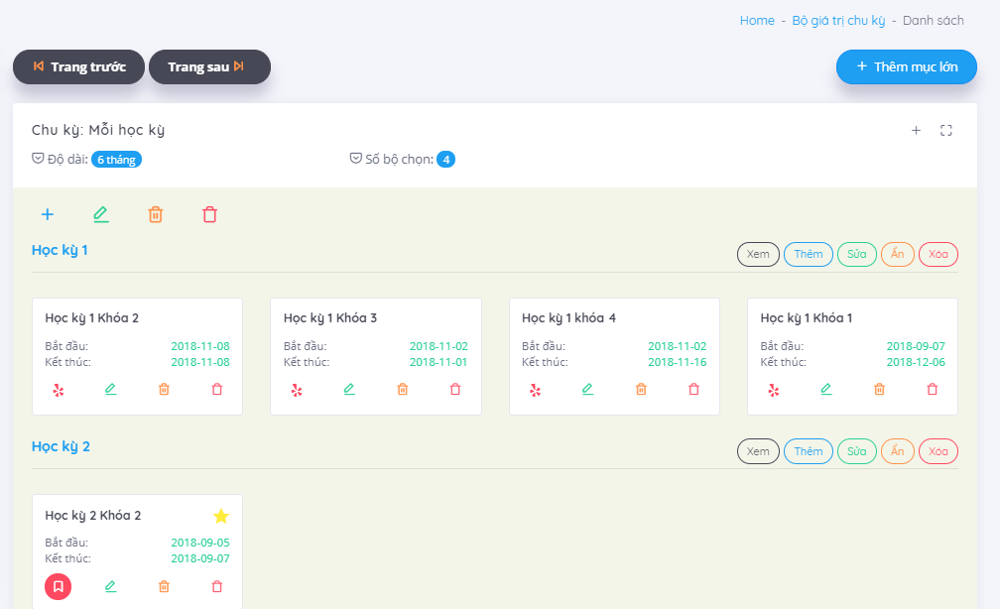 Home - Bộ giá trị chu kỳ - Danh sách
Trang trước Trang sau Thêm mục lớn
Chu kỳ: Mỗi học kỳ
Độ dài: 6 tháng Số bộ chọn: 4
Học kỳ 1 Xem Thêm Sửa Ẩn Xóa
Học kỳ 1 Khóa 2
Bắt đầu: 2018-11-08
Kết thúc: 2018-11-08
Học kỳ 1 Khóa 3
Bắt đầu: 2018-11-02
Kết thúc: 2018-11-01
Học kỳ 1 khóa 4
Bắt đầu: 2018-11-02
Kết thúc: 2018-11-16
Học kỳ 1 Khóa 1
Bắt đầu: 2018-09-07
Kết thúc: 2018-12-06
Học kỳ 2 Xem Thêm Sửa Ẩn Xóa
Học kỳ 2 Khóa 2
Bắt đầu: 2018-09-05
Kết thúc: 2018-09-07